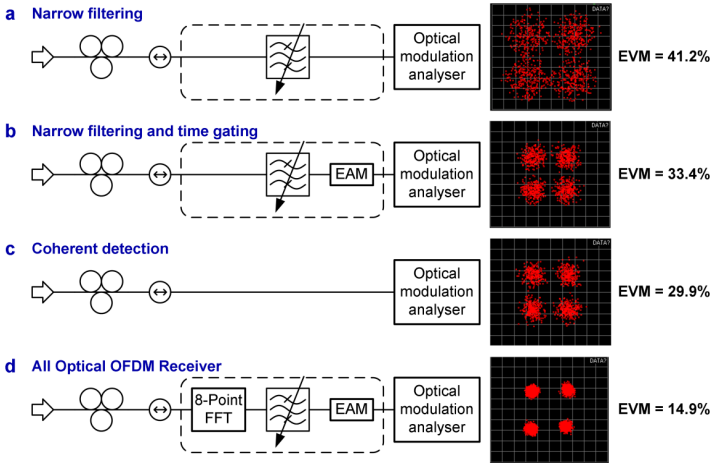 a Narrow filtering
Optical
modulation
analyser
DATA?
EVM = 41.2%
b Narrow filtering and time gating
EAM
Optical
modulation
analyser
DATA?
EVM = 33.4%
c Coherent detection
Optical
modulation
analyser
DATA?
EVM = 29.9%
d All Optical OFDM Receiver
8-Point
FFT
EAM
Optical
modulation
analyser
DATA?
EVM = 14.9%